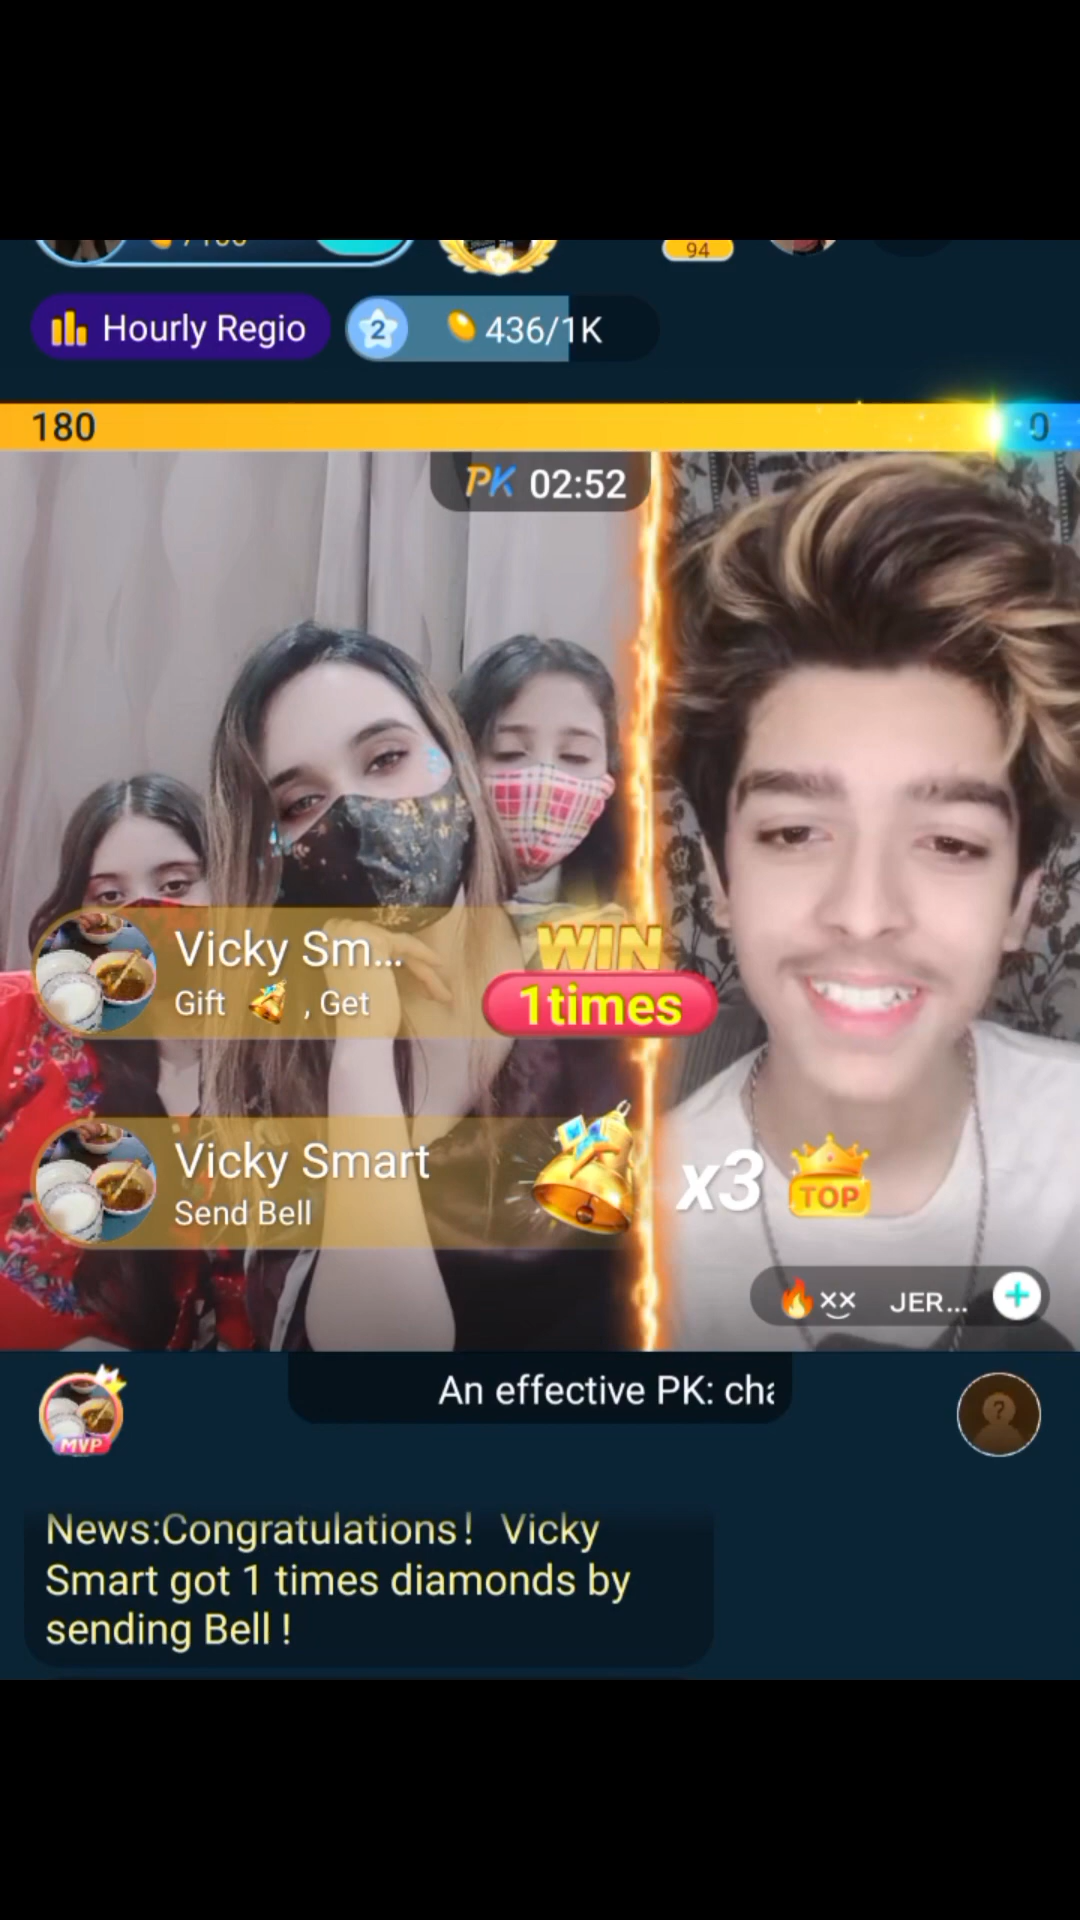 94
Hourly Regio
2
436/1K
180
0
PK 02:52
Vicky Sm...
Gift , Get
WIN
1times
Vicky Smart
Send Bell
x3
TOP
xx JER...
MVP
An effective PK:
News:Congratulations! Vicky
Smart got 1 times diamonds by
sending Bell !